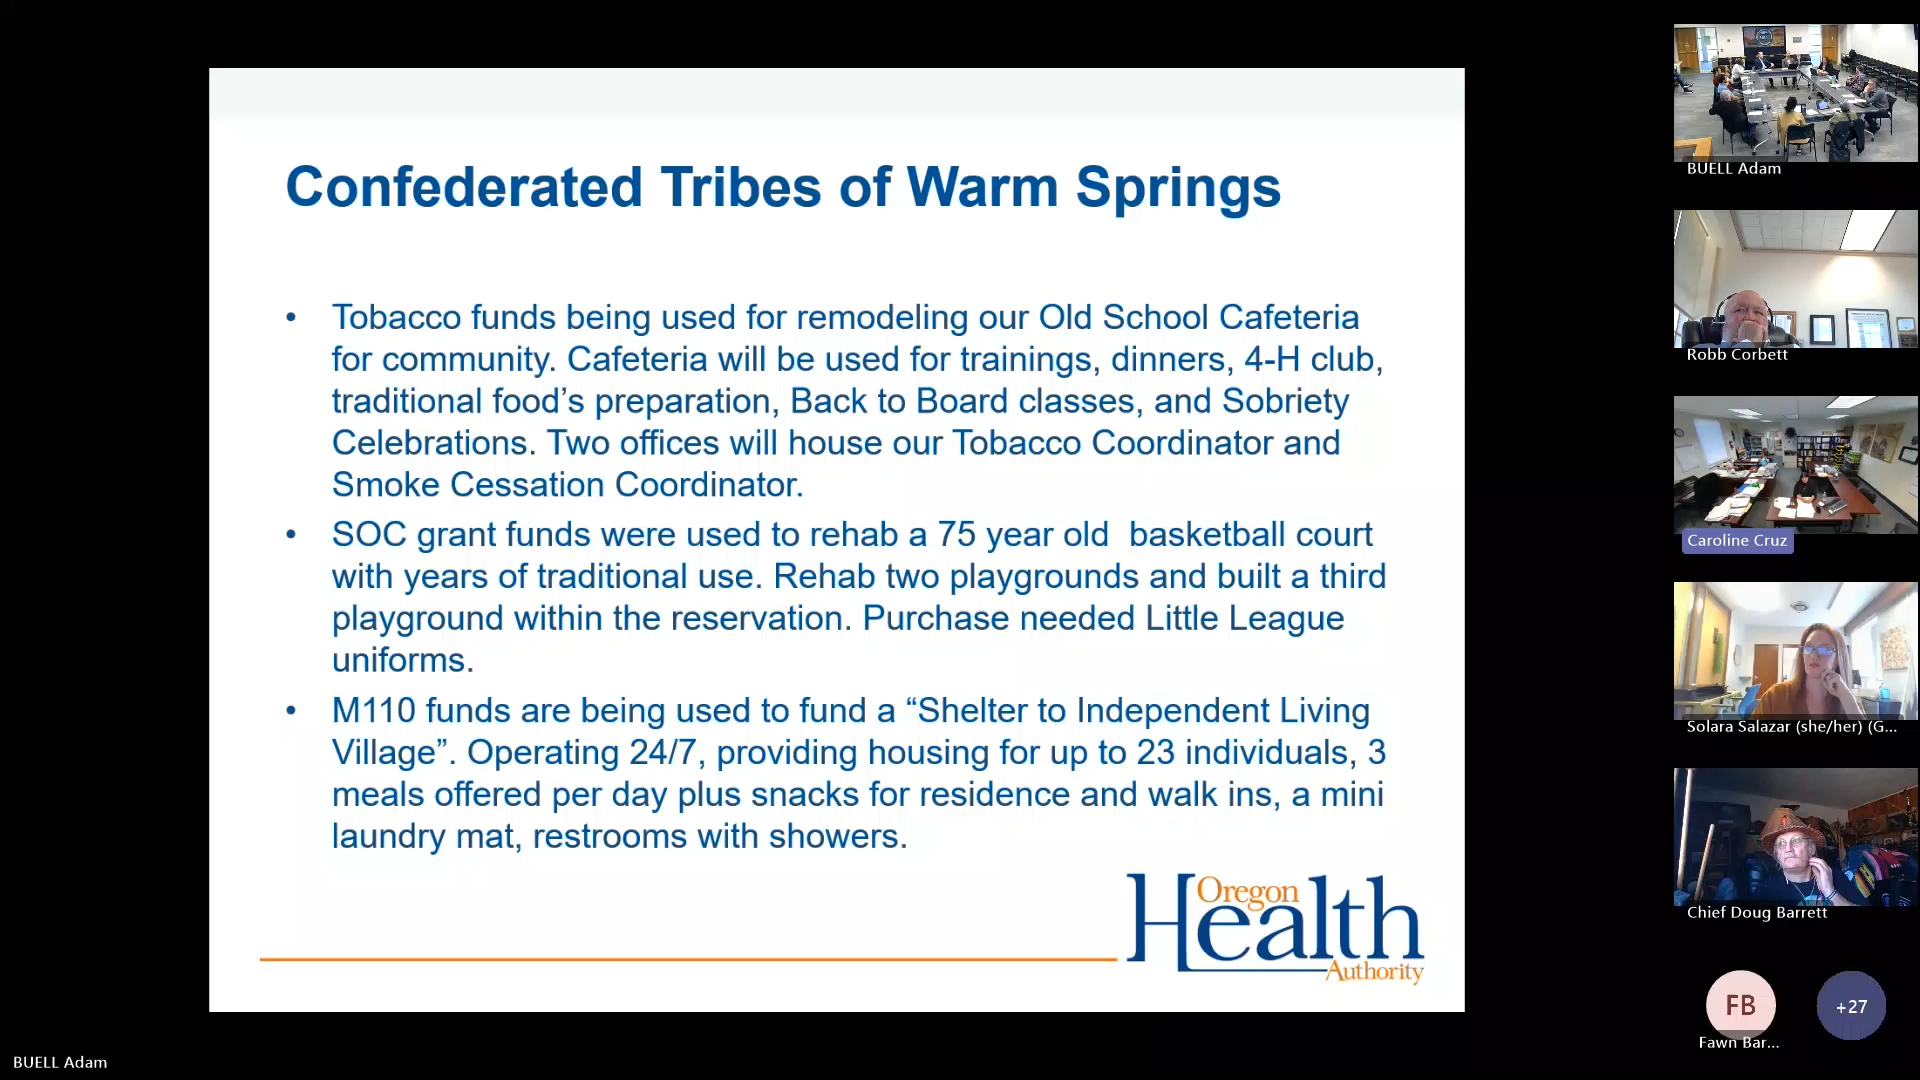 Confederated Tribes of Warm Springs
• Tobacco funds being used for remodeling our Old School Cafeteria
for community. Cafeteria will be used for trainings, dinners, 4-H club,
traditional food’s preparation, Back to Board classes, and Sobriety
Celebrations. Two offices will house our Tobacco Coordinator and
Smoke Cessation Coordinator.
• SOC grant funds were used to rehab a 75 year old  basketball court
with years of traditional use. Rehab two playgrounds and built a third
playground within the reservation. Purchase needed Little League
uniforms.
• M110 funds are being used to fund a “Shelter to Independent Living
Village”. Operating 24/7, providing housing for up to 23 individuals, 3
meals offered per day plus snacks for residence and walk ins, a mini
laundry mat, restrooms with showers.
Oregon
Health
Authority
BUELL Adam
Robb Corbett
Caroline Cruz
Solara Salazar (she/her) (G...
Chief Doug Barrett
FB
+27
Fawn Bar...
BUELL Adam